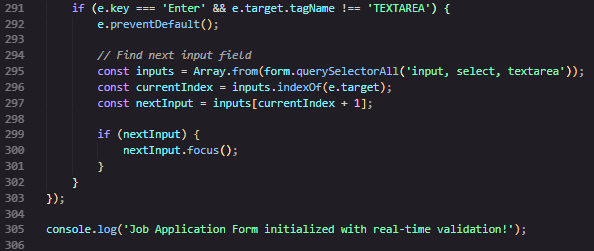 291 if (e.key === 'Enter' && e.target.tagName !== 'TEXTAREA') {
292 e.preventDefault();
293
294 // Find next input field
295 const inputs = Array.from(form.querySelectorAll('input, select, textarea'));
296 const currentIndex = inputs.indexOf(e.target);
297 const nextInput = inputs[currentIndex + 1];
298
299 if (nextInput) {
300 nextInput.focus();
301 }
302 }
303 });
304
305 console.log('Job Application Form initialized with real-time validation!');
306